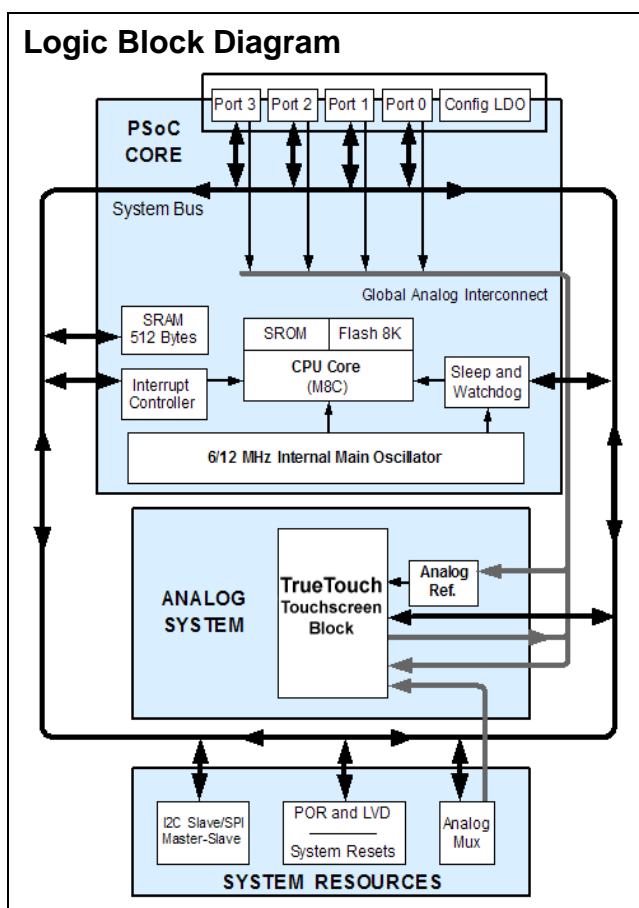 Logic Block Diagram
Port 3
Port 2
Port 1
Port 0
Config LDO
PSoC
CORE
System Bus
Global Analog Interconnect
SRAM
512 Bytes
SROM
Flash 8K
CPU Core
(M8C)
Interrupt
Controller
Sleep and
Watchdog
6/12 MHz Internal Main Oscillator
ANALOG
SYSTEM
TrueTouch
Touchscreen
Block
Analog
Ref.
I2C Slave/SPI
Master-Slave
POR and LVD
System Resets
Analog
Mux
SYSTEM RESOURCES